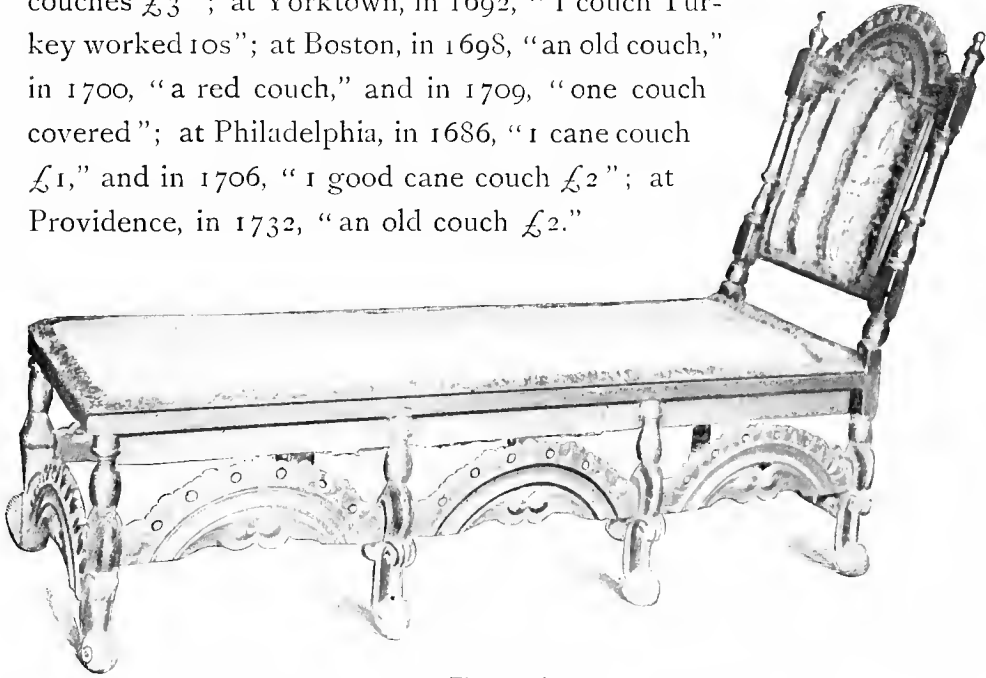 couches £3"; at Yorktown, in 1692, "1 couch Tur-
key worked 10s"; at Boston, in 1698, "an old couch,"
in 1700, "a red couch," and in 1709, "one couch
covered"; at Philadelphia, in 1686, "1 cane couch
£1," and in 1706, "1 good cane couch £2"; at
Providence, in 1732, "an old couch £2."